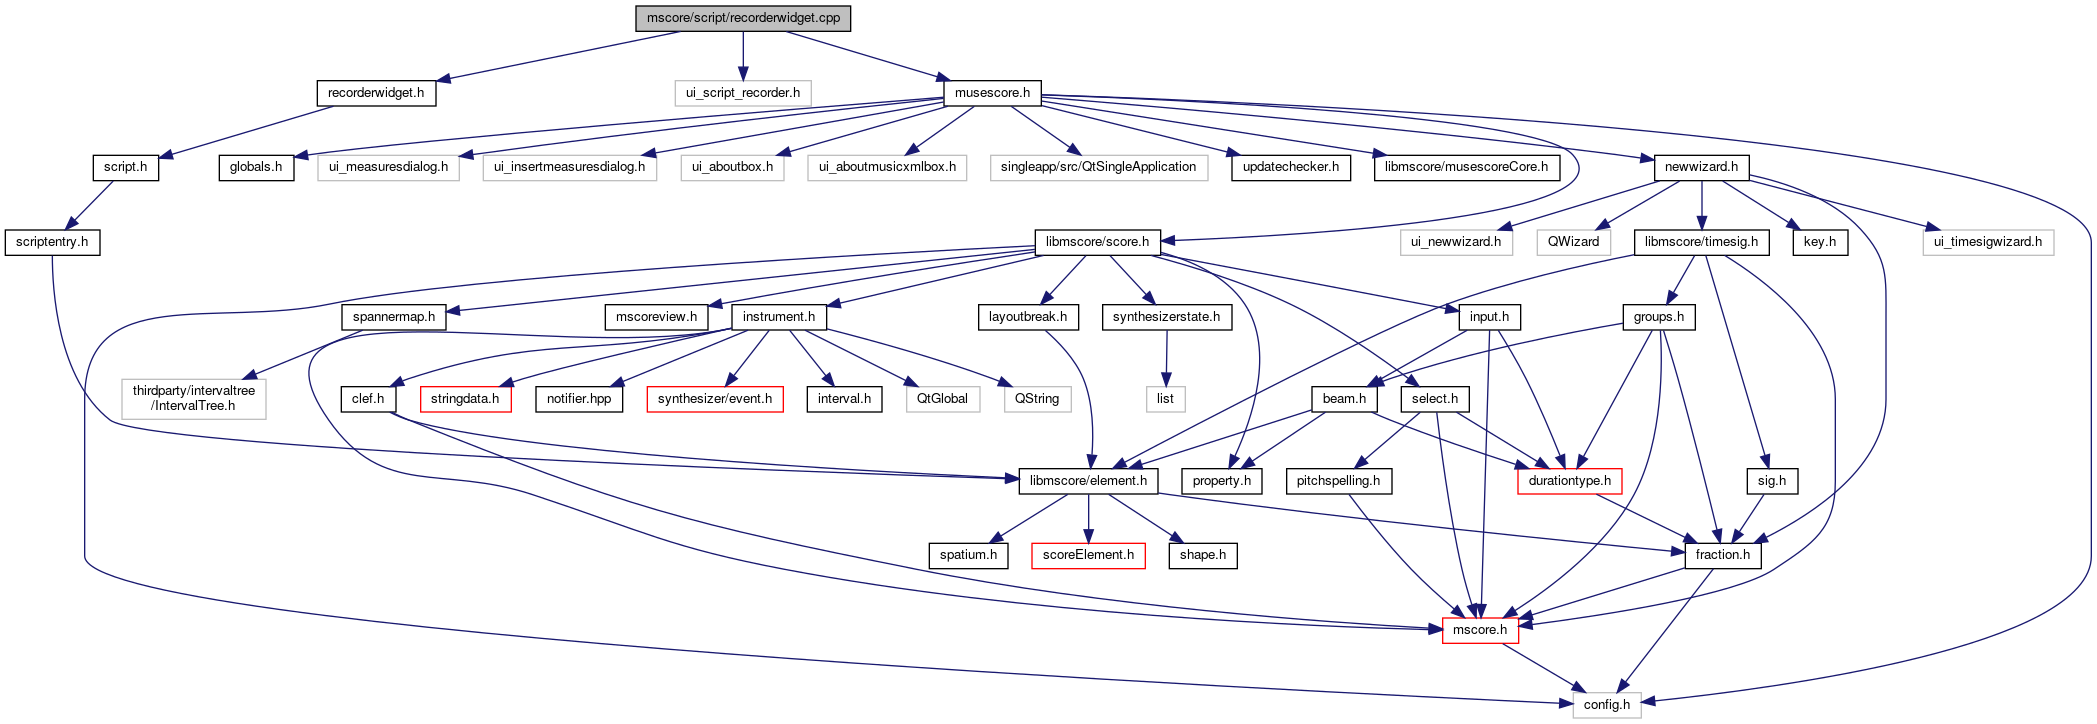 mscore/script/recorderwidget.cpp
recorderwidget.h
ui_script_recorder.h
musescore.h
script.h
globals.h
ui_measuresdialog.h
ui_insertmeasuresdialog.h
ui_aboutbox.h
ui_aboutmusicxmlbox.h
singleapp/src/QtSingleApplication
updatechecker.h
libmscore/musescoreCore.h
newwizard.h
scriptentry.h
libmscore/score.h
ui_newwizard.h
QWizard
libmscore/timesig.h
key.h
ui_timesigwizard.h
spannermap.h
mscoreview.h
instrument.h
layoutbreak.h
synthesizerstate.h
input.h
groups.h
thirdparty/intervaltree
/IntervalTree.h
clef.h
stringdata.h
notifier.hpp
synthesizer/event.h
interval.h
QtGlobal
QString
list
beam.h
select.h
libmscore/element.h
property.h
pitchspelling.h
durationtype.h
sig.h
spatium.h
scoreElement.h
shape.h
fraction.h
mscore.h
config.h